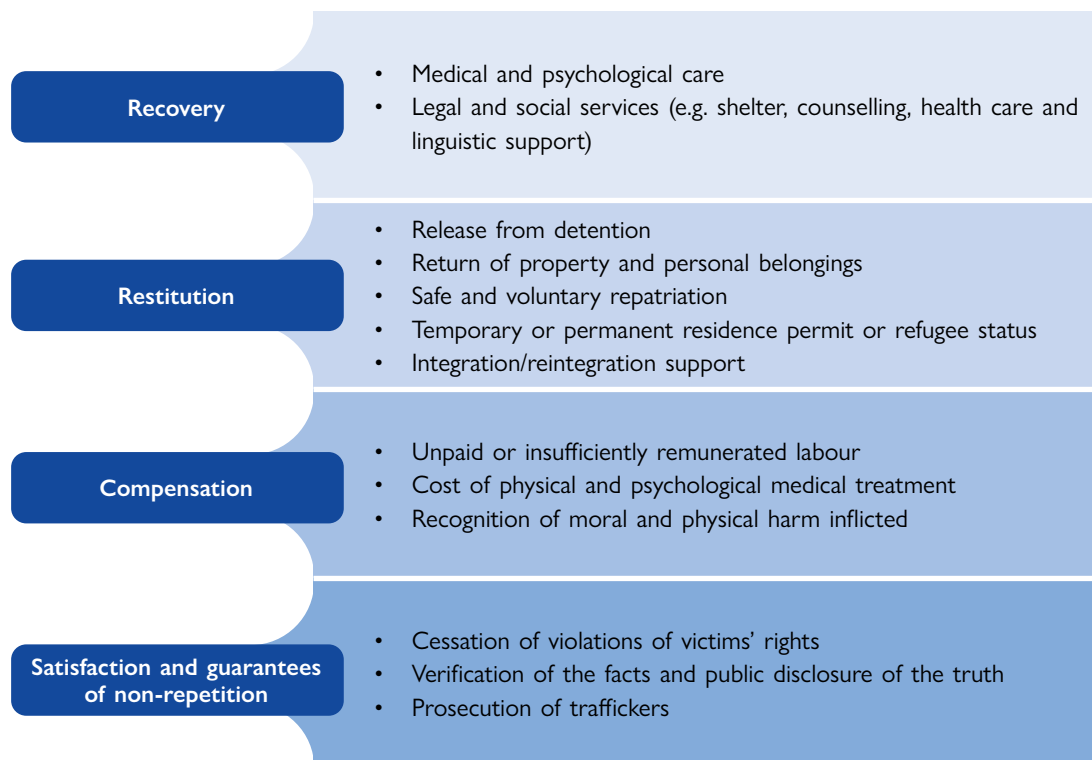 Recovery
• Medical and psychological care
• Legal and social services (e.g. shelter, counselling, health care and
linguistic support)
Restitution
• Release from detention
• Return of property and personal belongings
• Safe and voluntary repatriation
• Temporary or permanent residence permit or refugee status
• Integration/reintegration support
Compensation
• Unpaid or insufficiently remunerated labour
• Cost of physical and psychological medical treatment
• Recognition of moral and physical harm inflicted
Satisfaction and guarantees
of non-repetition
• Cessation of violations of victims’ rights
• Verification of the facts and public disclosure of the truth
• Prosecution of traffickers